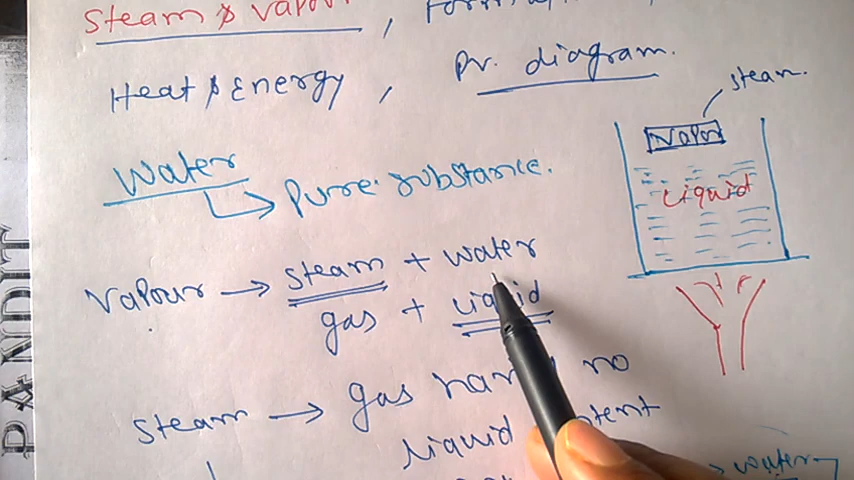 Steam & Vapour,
Heat & Energy, Pv. diagram.
steam.
Vapor
Water
Pure substance.
Liquid
Vapour → steam + water
gas + Liquid
Steam → gas no
liquid
water
PANDIT